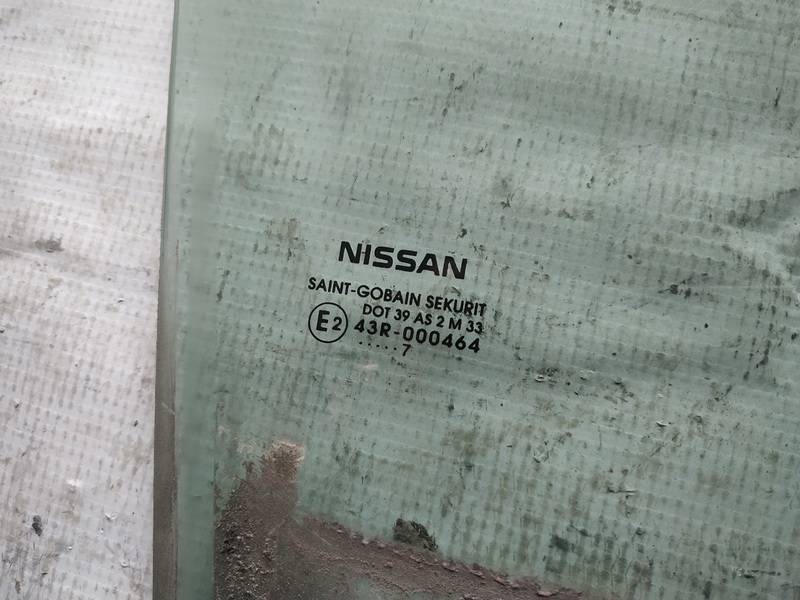 NISSAN
SAINT-GOBAIN SEKURIT
DOT 39 AS 2 M 33
E2 43R-000464
.....7